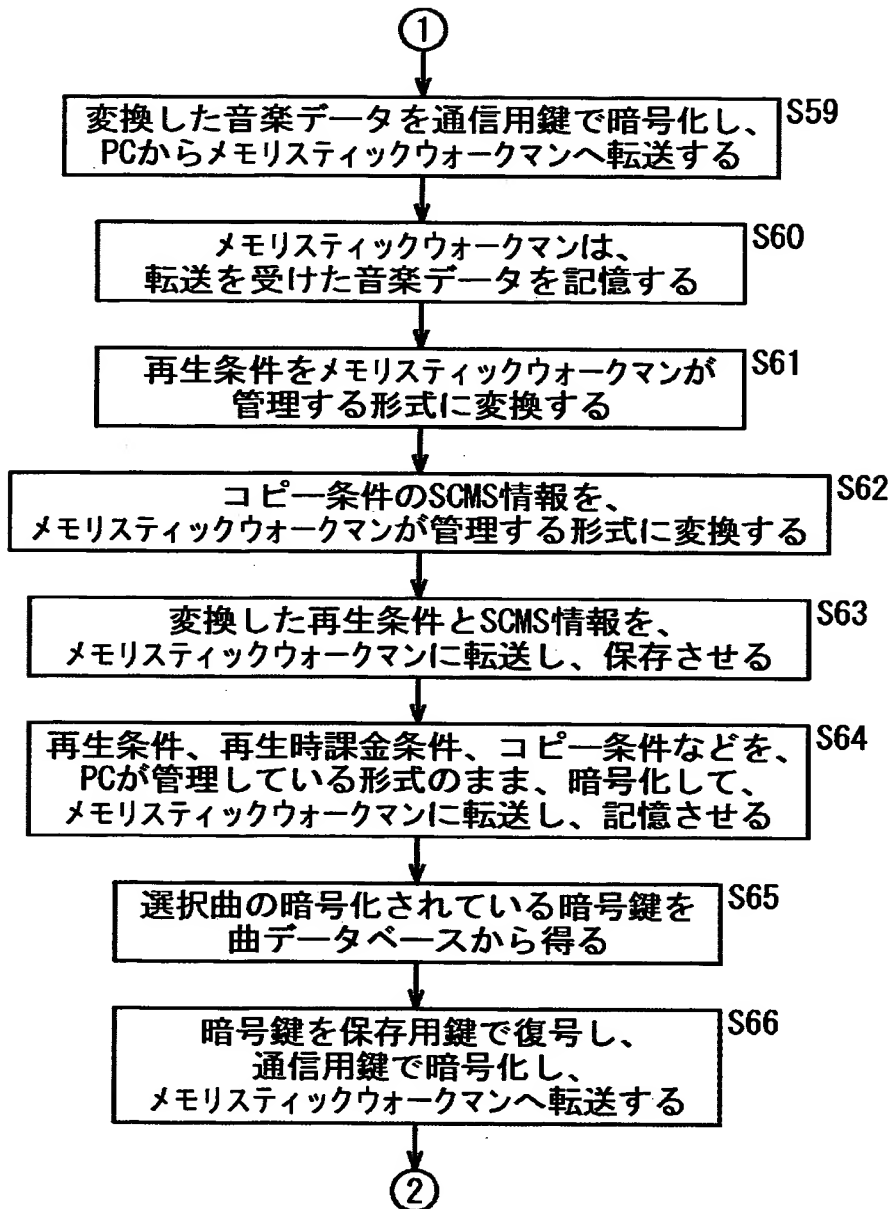 1
変換した音楽データを通信用鍵で暗号化し、
PCからメモリスティックウォークマンへ転送する
S59
メモリスティックウォークマンは、
転送を受けた音楽データを記憶する
S60
再生条件をメモリスティックウォークマンが
管理する形式に変換する
S61
コピー条件のSCMS情報を、
メモリスティックウォークマンが管理する形式に変換する
S62
変換した再生条件とSCMS情報を、
メモリスティックウォークマンに転送し、保存させる
S63
再生条件、再生時課金条件、コピー条件などを、
PCが管理している形式のまま、暗号化して、
メモリスティックウォークマンに転送し、記憶させる
S64
選択曲の暗号化されている暗号鍵を
曲データベースから得る
S65
暗号鍵を保存用鍵で復号し、
通信用鍵で暗号化し、
メモリスティックウォークマンへ転送する
S66
2